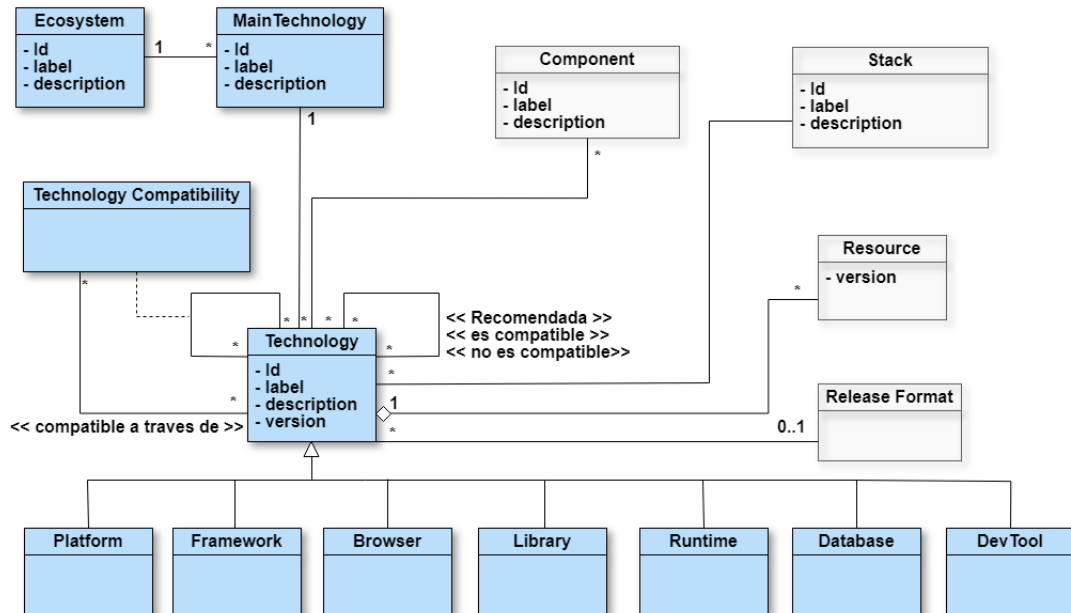 Ecosystem
- Id
- label
- description
1
*
MainTechnology
- Id
- label
- description
1
Component
- Id
- label
- description
*
Stack
- Id
- label
- description
Technology Compatibility
*
*
*
*
*
*
*
*
<< Recomendada >>
<< es compatible >>
<< no es compatible>>
*
Resource
- version
*
Technology
- Id
- label
- description
- version
*
<< compatible a traves de >>
1
*
0..1
Release Format
Platform
Framework
Browser
Library
Runtime
Database
DevTool